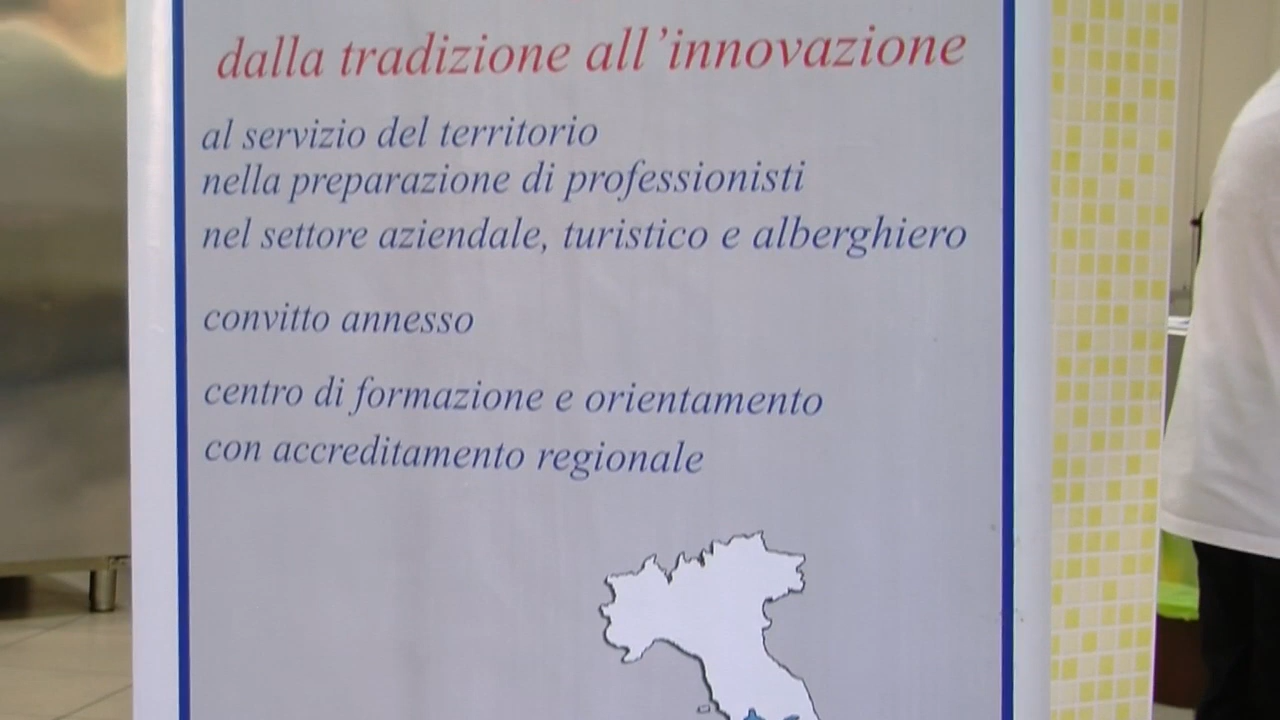 dalla tradizione all'innovazione
al servizio del territorio
nella preparazione di professionisti
nel settore aziendale, turistico e alberghiero
convitto annesso
centro di formazione e orientamento
con accreditamento regionale